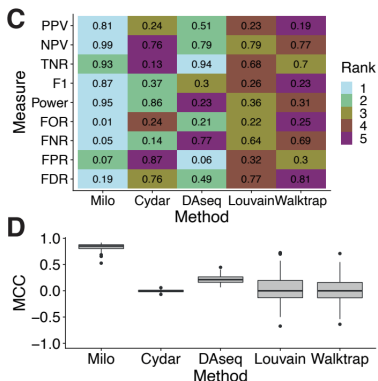 C
Measure
PPV 0.81 0.24 0.51 0.23 0.19
NPV 0.99 0.76 0.79 0.79 0.77
TNR 0.93 0.13 0.94 0.68 0.7
F1 0.87 0.37 0.3 0.26 0.23
Power 0.95 0.86 0.23 0.36 0.31
FOR 0.01 0.24 0.21 0.22 0.25
FNR 0.05 0.14 0.77 0.64 0.69
FPR 0.07 0.87 0.06 0.32 0.3
FDR 0.19 0.76 0.49 0.77 0.81
Milo Cydar DAseq Louvain Walktrap
Method
Rank
1
2
3
4
5
D
MCC
1.0
0.5
0.0
−0.5
−1.0
Milo Cydar DAseq Louvain Walktrap
Method